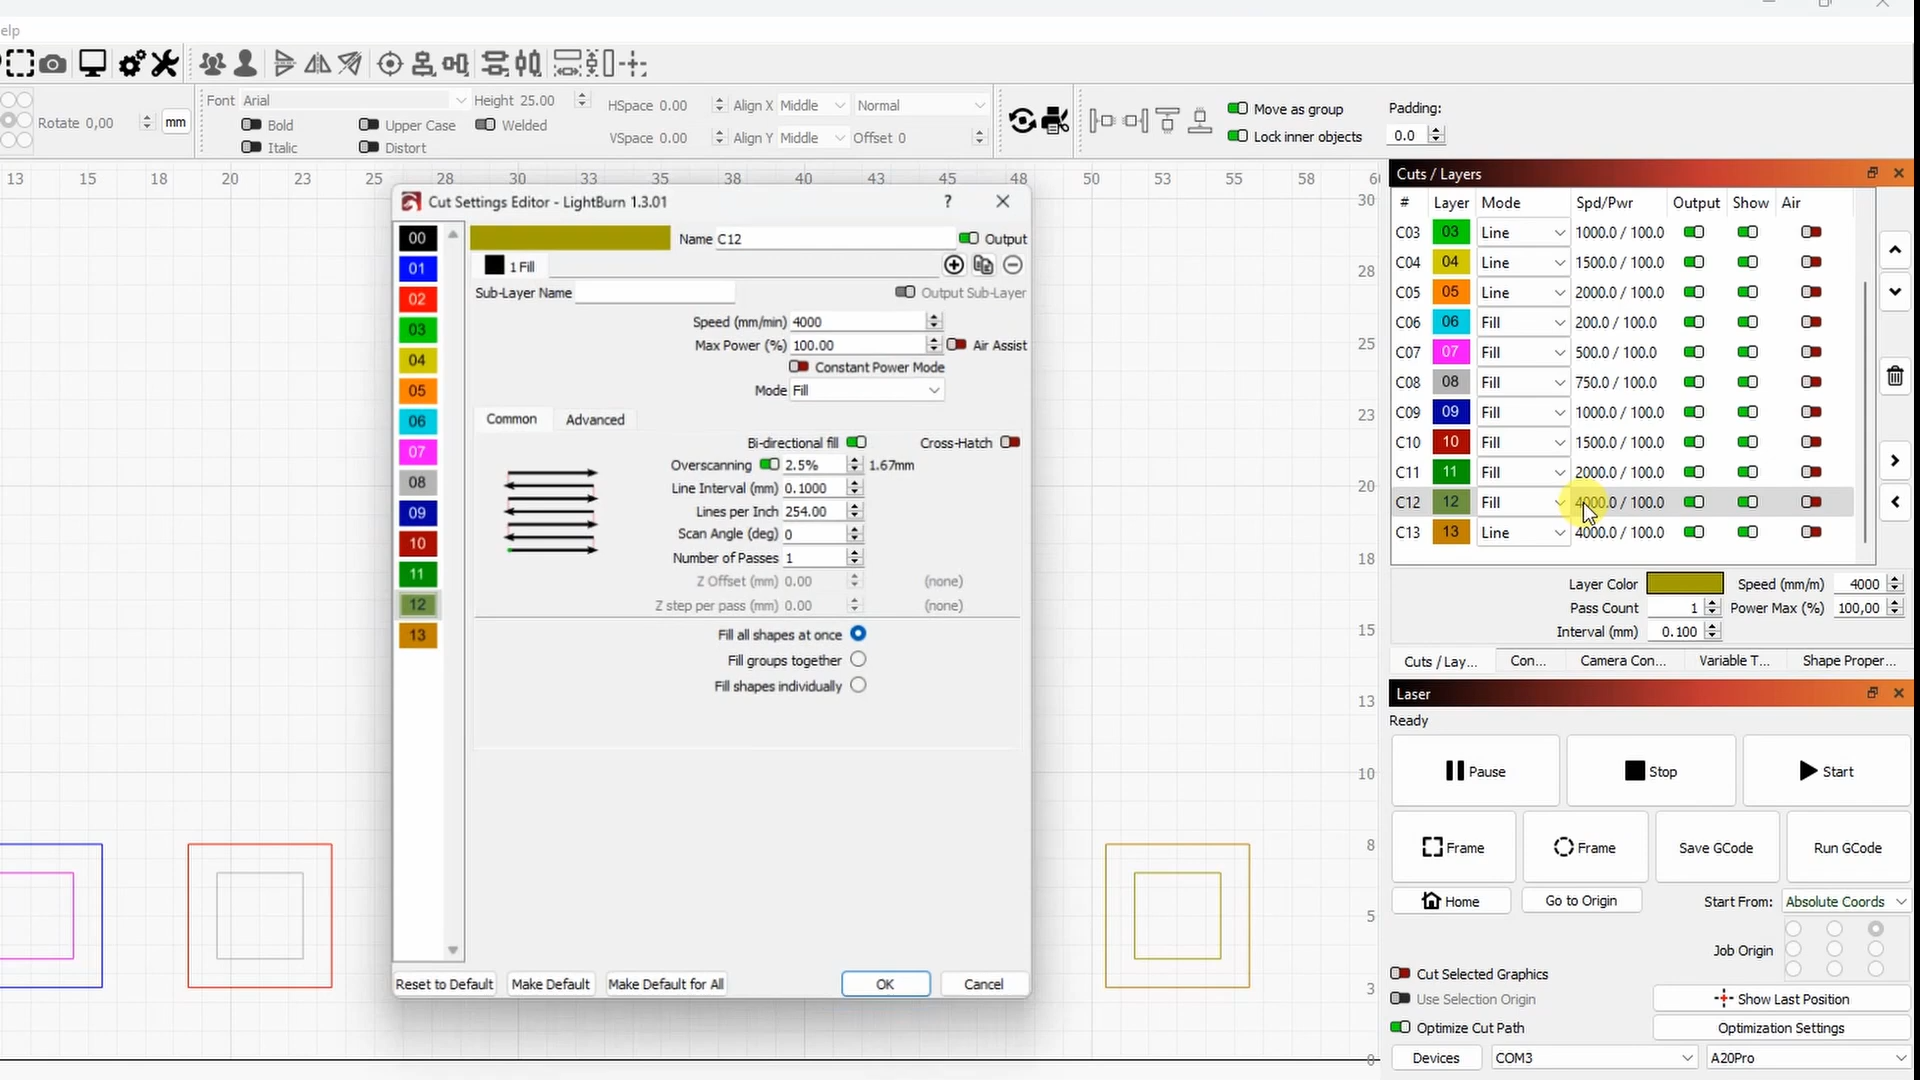 elp
Font Arial
Height 25.00
HSpace 0.00
Align X Middle
Normal
Move as group
Padding:
Rotate 0,00
mm
Bold
Upper Case
Welded
VSpace 0.00
Align Y Middle
Offset 0
Lock inner objects
0.0
Italic
Distort
13 15 18 20 23 25 28 30 33 35 38 40 43 45 48 50 53 55 58
30
28
25
23
20
18
15
13
10
8
5
3
0
Cut Settings Editor - LightBurn 1.3.01
?
00
01
02
03
04
05
06
07
08
09
10
11
12
13
Name C12
Output
1 Fill
Sub-Layer Name
Output Sub-Layer
Speed (mm/min) 4000
Max Power (%) 100.00
Air Assist
Constant Power Mode
Mode Fill
Common
Advanced
Bi-directional fill
Cross-Hatch
Overscanning 2.5% 1.67mm
Line Interval (mm) 0.1000
Lines per Inch 254.00
Scan Angle (deg) 0
Number of Passes 1
Z Offset (mm) 0.00 (none)
Z step per pass (mm) 0.00 (none)
Fill all shapes at once
Fill groups together
Fill shapes individually
Reset to Default
Make Default
Make Default for All
OK
Cancel
Cuts / Layers
# Layer Mode Spd/Pwr Output Show Air
C03 03 Line 1000.0 / 100.0
C04 04 Line 1500.0 / 100.0
C05 05 Line 2000.0 / 100.0
C06 06 Fill 200.0 / 100.0
C07 07 Fill 500.0 / 100.0
C08 08 Fill 750.0 / 100.0
C09 09 Fill 1000.0 / 100.0
C10 10 Fill 1500.0 / 100.0
C11 11 Fill 2000.0 / 100.0
C12 12 Fill 4000.0 / 100.0
C13 13 Line 4000.0 / 100.0
Layer Color
Speed (mm/m) 4000
Pass Count 1
Power Max (%) 100,00
Interval (mm) 0.100
Cuts / Lay...
Con...
Camera Con...
Variable T...
Shape Proper...
Laser
Ready
Pause
Stop
Start
Frame
Frame
Save GCode
Run GCode
Home
Go to Origin
Start From: Absolute Coords
Job Origin
Cut Selected Graphics
Use Selection Origin
Show Last Position
Optimize Cut Path
Optimization Settings
Devices
COM3
A20Pro